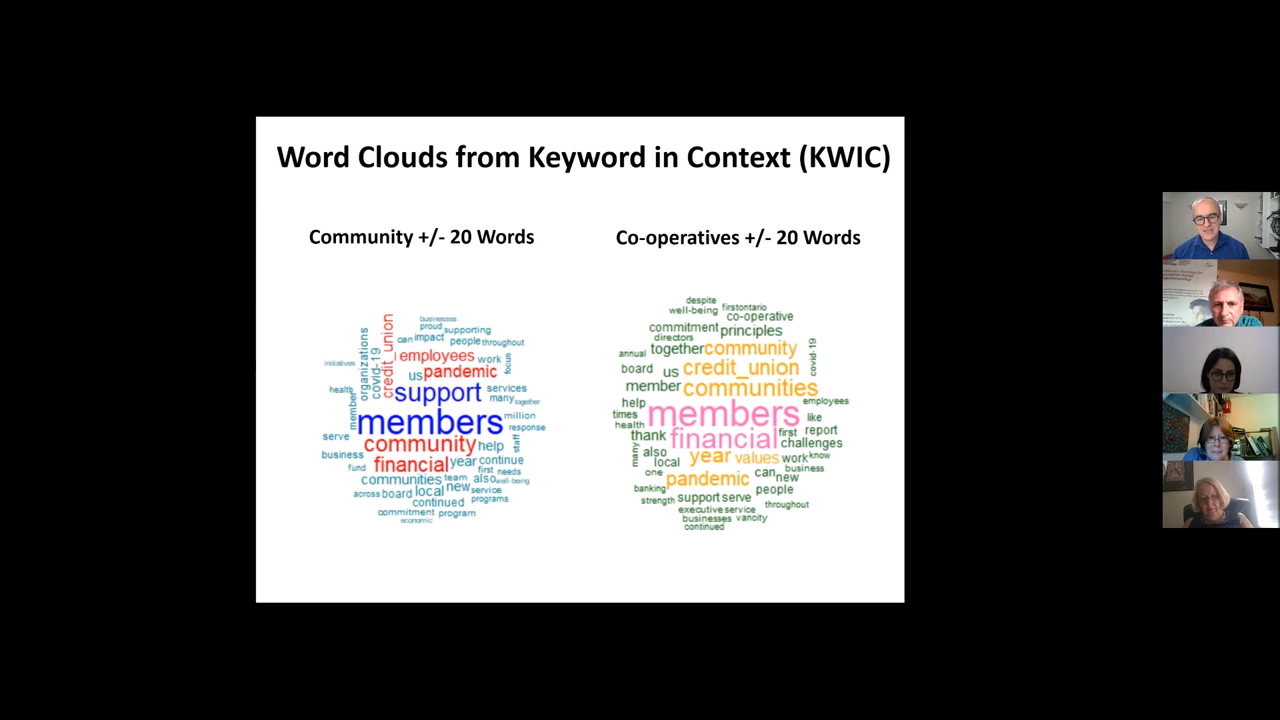 Word Clouds from Keyword in Context (KWIC)
Community +/- 20 Words
Co-operatives +/- 20 Words
businesses
proud
supporting
can
impact
people
throughout
organizations
covid-19
credit_union
employees
work
focus
initiatives
us
pandemic
health
member
support
services
many
together
members
million
response
serve
community
help
staff
business
financial
year
continue
fund
first
needs
communities
team
also
well-being
across
board
local
new
service
programs
continued
commitment
program
economic
despite
firstontario
well-being
co-operative
commitment
principles
directors
together
community
covid-19
annual
board
us
credit_union
member
communities
help
employees
times
members
like
health
thank
financial
first
report
challenges
many
also
year
values
work
know
local
one
pandemic
can
business
new
banking
people
strength
support
serve
throughout
executive
service
businesses
vancity
continued